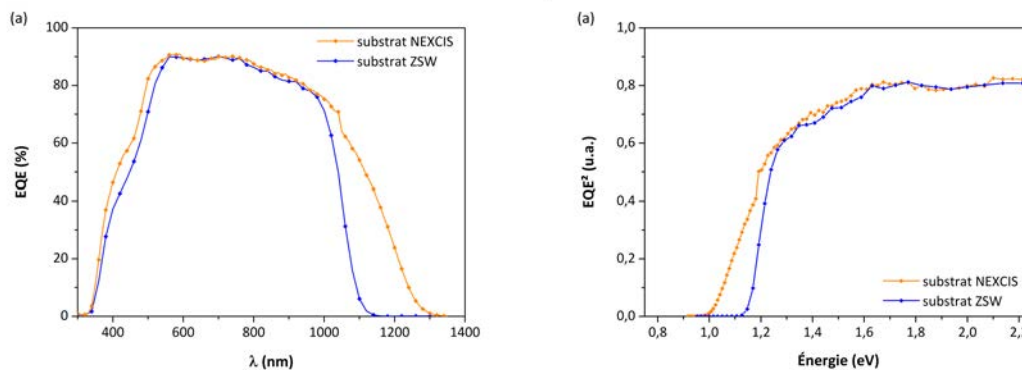 (a)
100
80
60
40
20
0
EQE (%)
substrat NEXCIS
substrat ZSW
400
600
800
1000
1200
1400
λ (nm)
(a)
0,8
0,6
0,4
0,2
0,0
EQE² (u.a.)
substrat NEXCIS
substrat ZSW
0,8
1,0
1,2
1,4
1,6
1,8
2,0
Énergie (eV)